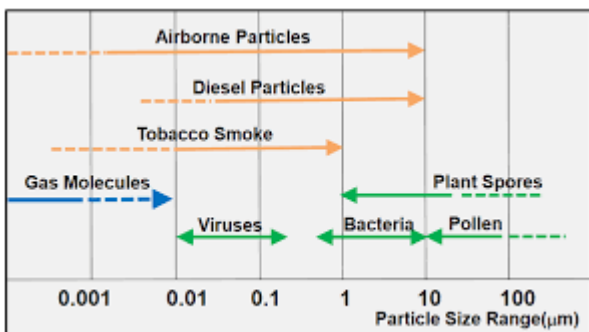 Airborne Particles
Diesel Particles
Tobacco Smoke
Gas Molecules
Plant Spores
Viruses
Bacteria
Pollen
0.001
0.01
0.1
1
10
100
Particle Size Range(μm)